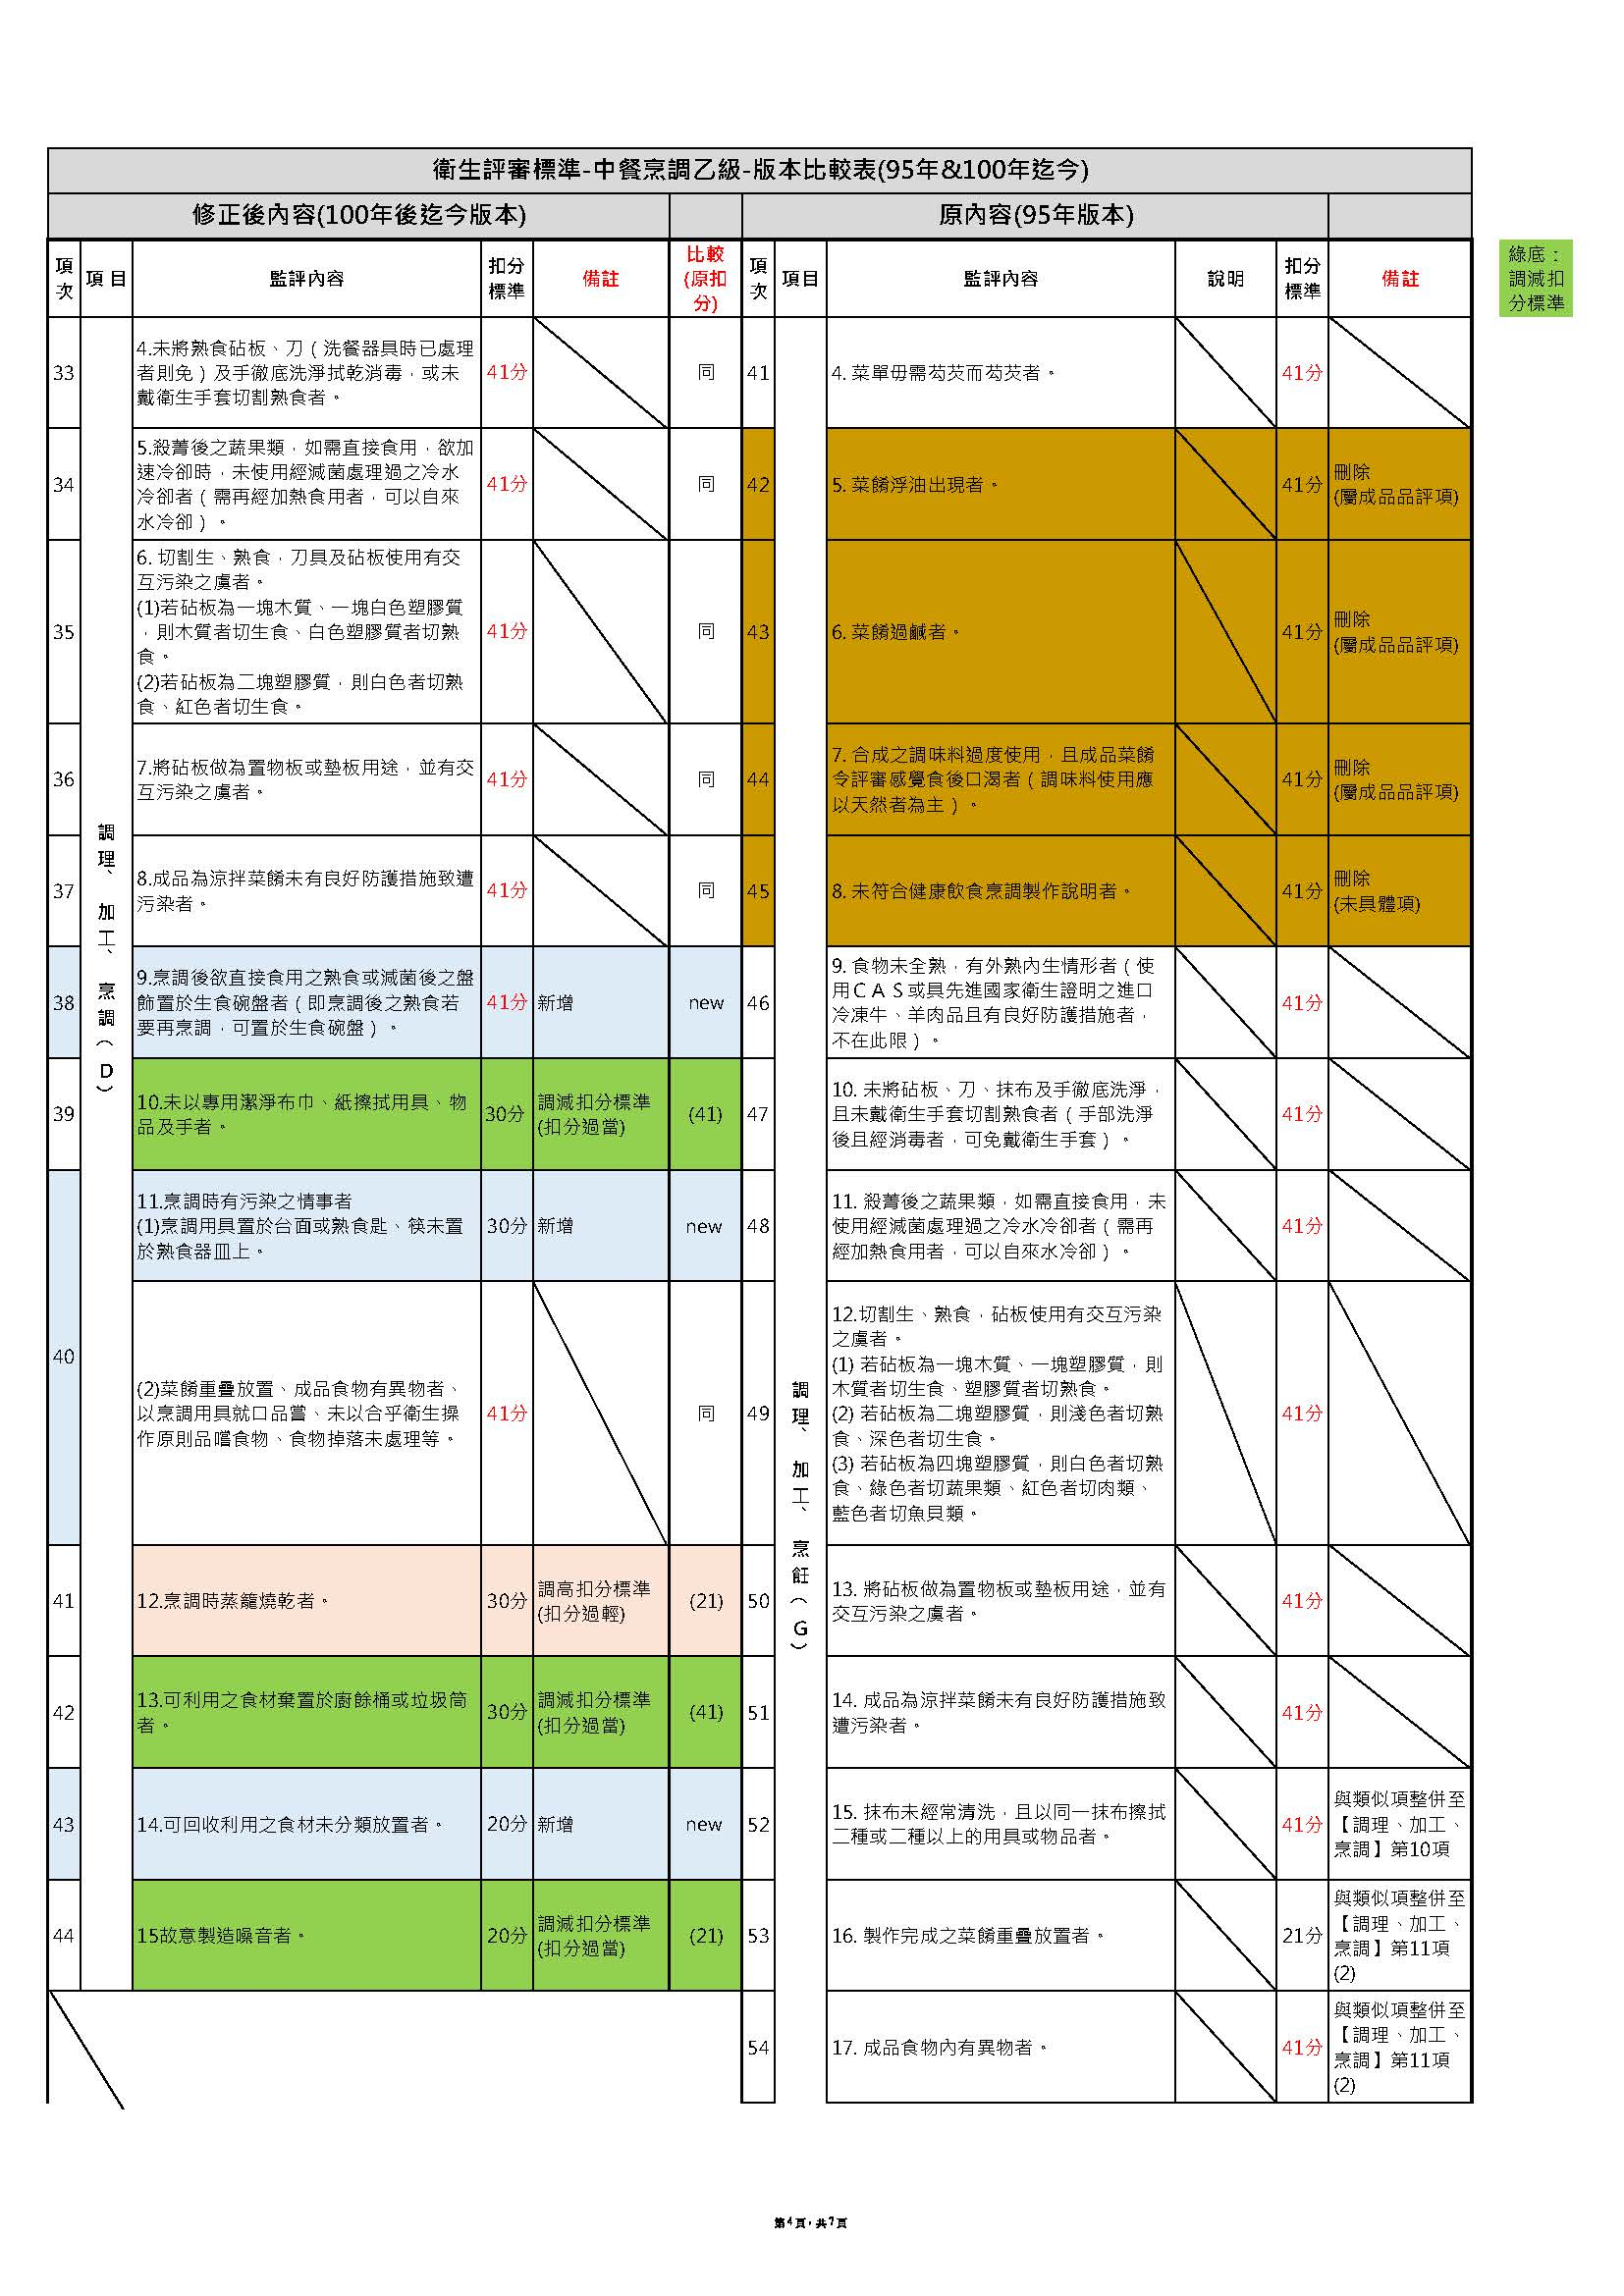 衛生評審標準-中餐烹調乙級-版本比較表(95年&100年迄今)
修正後內容(100年後迄今版本)
原內容(95年版本)
項次
項 目
監評內容
扣分標準
備註
比較(原扣分)
項次
項目
監評內容
說明
扣分標準
備註
綠底：
調減扣
分標準
調理、加工、烹調（D）
調理、加工、烹飪（G）
33
4.未將熟食砧板、刀（洗餐器具時已處理
者則免）及手徹底洗淨拭乾消毒，或未
戴衛生手套切割熟食者。
41分
同
41
4. 菜單毋需芶芡而芶芡者。
41分
34
5.殺菁後之蔬果類，如需直接食用，欲加
速冷卻時，未使用經減菌處理過之冷水
冷卻者（需再經加熱食用者，可以自來
水冷卻）。
41分
同
42
5. 菜餚浮油出現者。
41分
刪除
(屬成品品評項)
35
6. 切割生、熟食，刀具及砧板使用有交
互污染之虞者。
(1)若砧板為一塊木質、一塊白色塑膠質
，則木質者切生食、白色塑膠質者切熟
食。
(2)若砧板為二塊塑膠質，則白色者切熟
食、紅色者切生食。
41分
同
43
6. 菜餚過鹹者。
41分
刪除
(屬成品品評項)
36
7.將砧板做為置物板或墊板用途，並有交
互污染之虞者。
41分
同
44
7. 合成之調味料過度使用，且成品菜餚
令評審感覺食後口渴者（調味料使用應
以天然者為主）。
41分
刪除
(屬成品品評項)
37
8.成品為涼拌菜餚未有良好防護措施致遭
污染者。
41分
同
45
8. 未符合健康飲食烹調製作說明者。
41分
刪除
(未具體項)
38
9.烹調後欲直接食用之熟食或減菌後之盤
飾置於生食碗盤者（即烹調後之熟食若
要再烹調，可置於生食碗盤）。
41分
新增
new
46
9. 食物未全熟，有外熟內生情形者（使
用ＣＡＳ或具先進國家衛生證明之進口
冷凍牛、羊肉品且有良好防護措施者，
不在此限）。
41分
39
10.未以專用潔淨布巾、紙擦拭用具、物
品及手者。
30分
調減扣分標準
(扣分過當)
(41)
47
10. 未將砧板、刀、抹布及手徹底洗淨，
且未戴衛生手套切割熟食者（手部洗淨
後且經消毒者，可免戴衛生手套）。
41分
40
11.烹調時有污染之情事者
(1)烹調用具置於台面或熟食匙、筷未置
於熟食器皿上。
30分
新增
new
48
11. 殺菁後之蔬果類，如需直接食用，未
使用經減菌處理過之冷水冷卻者（需再
經加熱食用者，可以自來水冷卻）。
41分
(2)菜餚重疊放置、成品食物有異物者、
以烹調用具就口品嘗、未以合乎衛生操
作原則品嚐食物、食物掉落未處理等。
41分
同
49
12.切割生、熟食，砧板使用有交互污染
之虞者。
(1) 若砧板為一塊木質、一塊塑膠質，則
木質者切生食、塑膠質者切熟食。
(2) 若砧板為二塊塑膠質，則淺色者切熟
食、深色者切生食。
(3) 若砧板為四塊塑膠質，則白色者切熟
食、綠色者切蔬果類、紅色者切肉類、
藍色者切魚貝類。
41分
41
12.烹調時蒸籠燒乾者。
30分
調高扣分標準
(扣分過輕)
(21)
50
13. 將砧板做為置物板或墊板用途，並有
交互污染之虞者。
41分
42
13.可利用之食材棄置於廚餘桶或垃圾筒
者。
30分
調減扣分標準
(扣分過當)
(41)
51
14. 成品為涼拌菜餚未有良好防護措施致
遭污染者。
41分
43
14.可回收利用之食材未分類放置者。
20分
新增
new
52
15. 抹布未經常清洗，且以同一抹布擦拭
二種或二種以上的用具或物品者。
41分
與類似項整併至
【調理、加工、
烹調】第10項
44
15故意製造噪音者。
20分
調減扣分標準
(扣分過當)
(21)
53
16. 製作完成之菜餚重疊放置者。
21分
與類似項整併至
【調理、加工、
烹調】第11項
(2)
54
17. 成品食物內有異物者。
41分
與類似項整併至
【調理、加工、
烹調】第11項
(2)
第4頁，共7頁